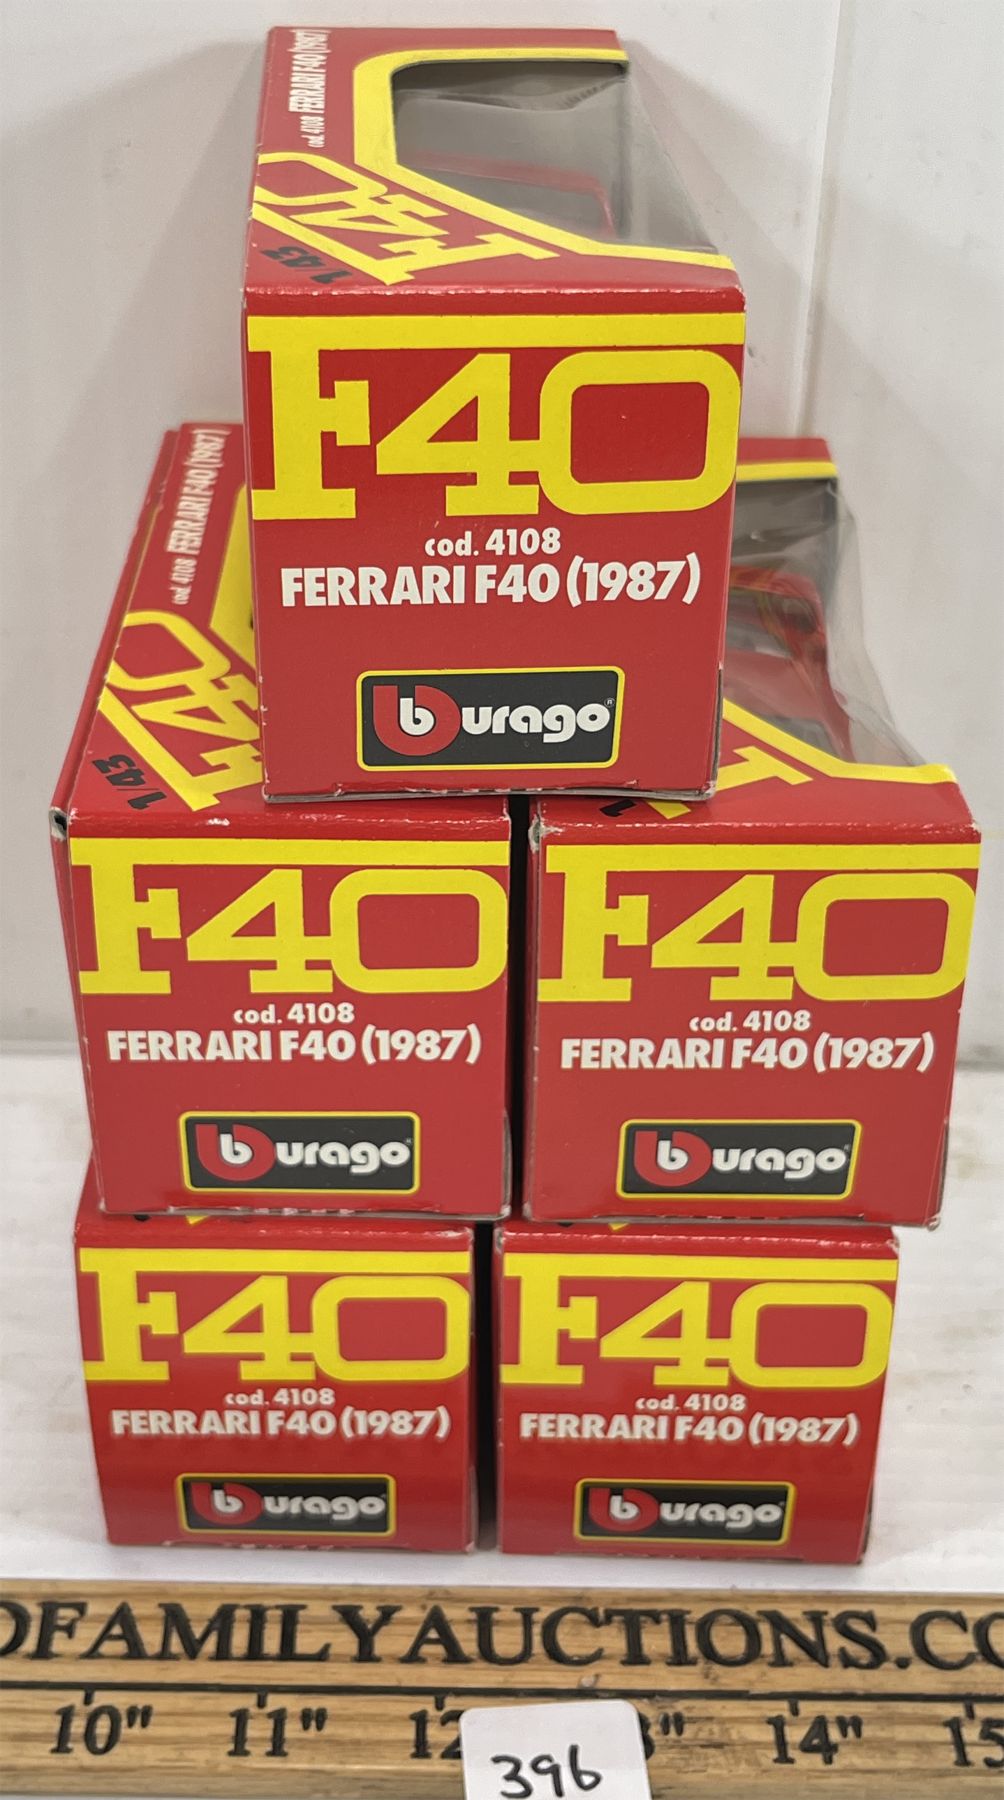 cod. 4108 FERRARI F40 (1987)
F40
1/43
F40
cod. 4108
FERRARI F40 (1987)
burago
cod. 4108 FERRARI F40 (1987)
F40
1/43
F40
cod. 4108
FERRARI F40 (1987)
burago
F40
cod. 4108
FERRARI F40 (1987)
burago
F40
cod. 4108
FERRARI F40 (1987)
burago
F40
cod. 4108
FERRARI F40 (1987)
burago
FAMILYAUCTIONS.C
10" 11" 12 14" 15
396